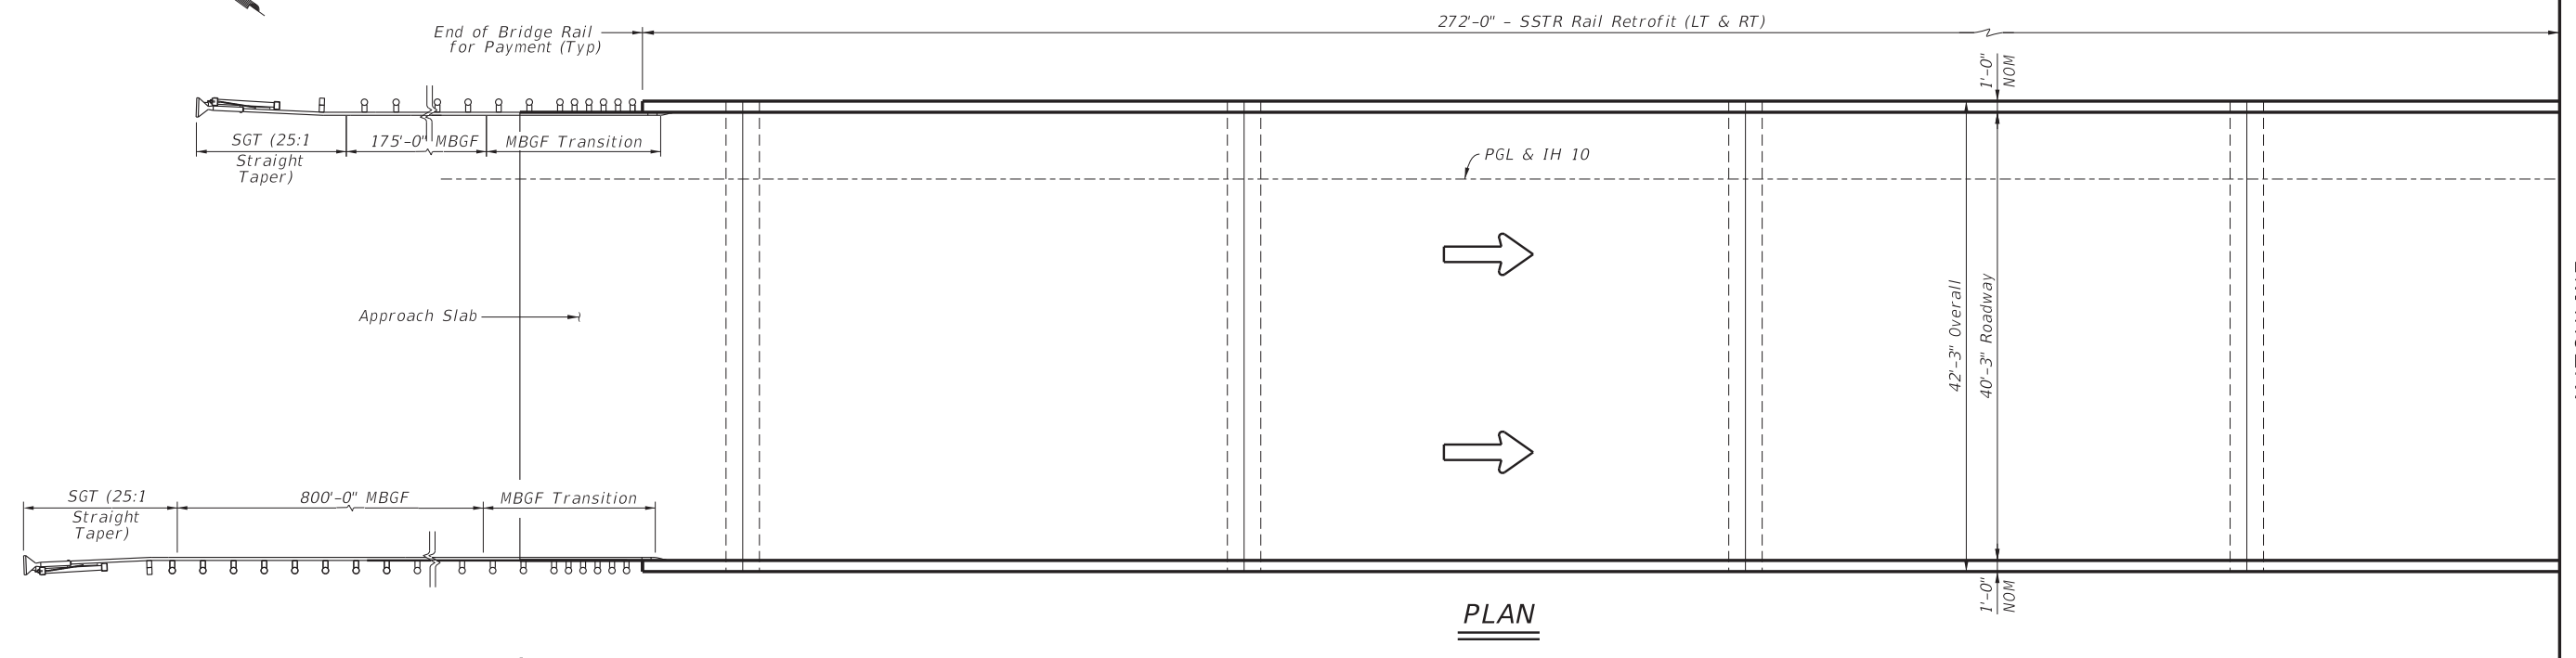 272'-0" - SSTR Rail Retrofit (LT & RT)
End of Bridge Rail
for Payment (Typ)
1'-0"
NOM
SGT (25:1
Straight
Taper)
175'-0" MBGF
MBGF Transition
PGL & IH 10
Approach Slab
42'-3" Overall
40'-3" Roadway
SGT (25:1
Straight
Taper)
800'-0" MBGF
MBGF Transition
1'-0"
NOM
PLAN